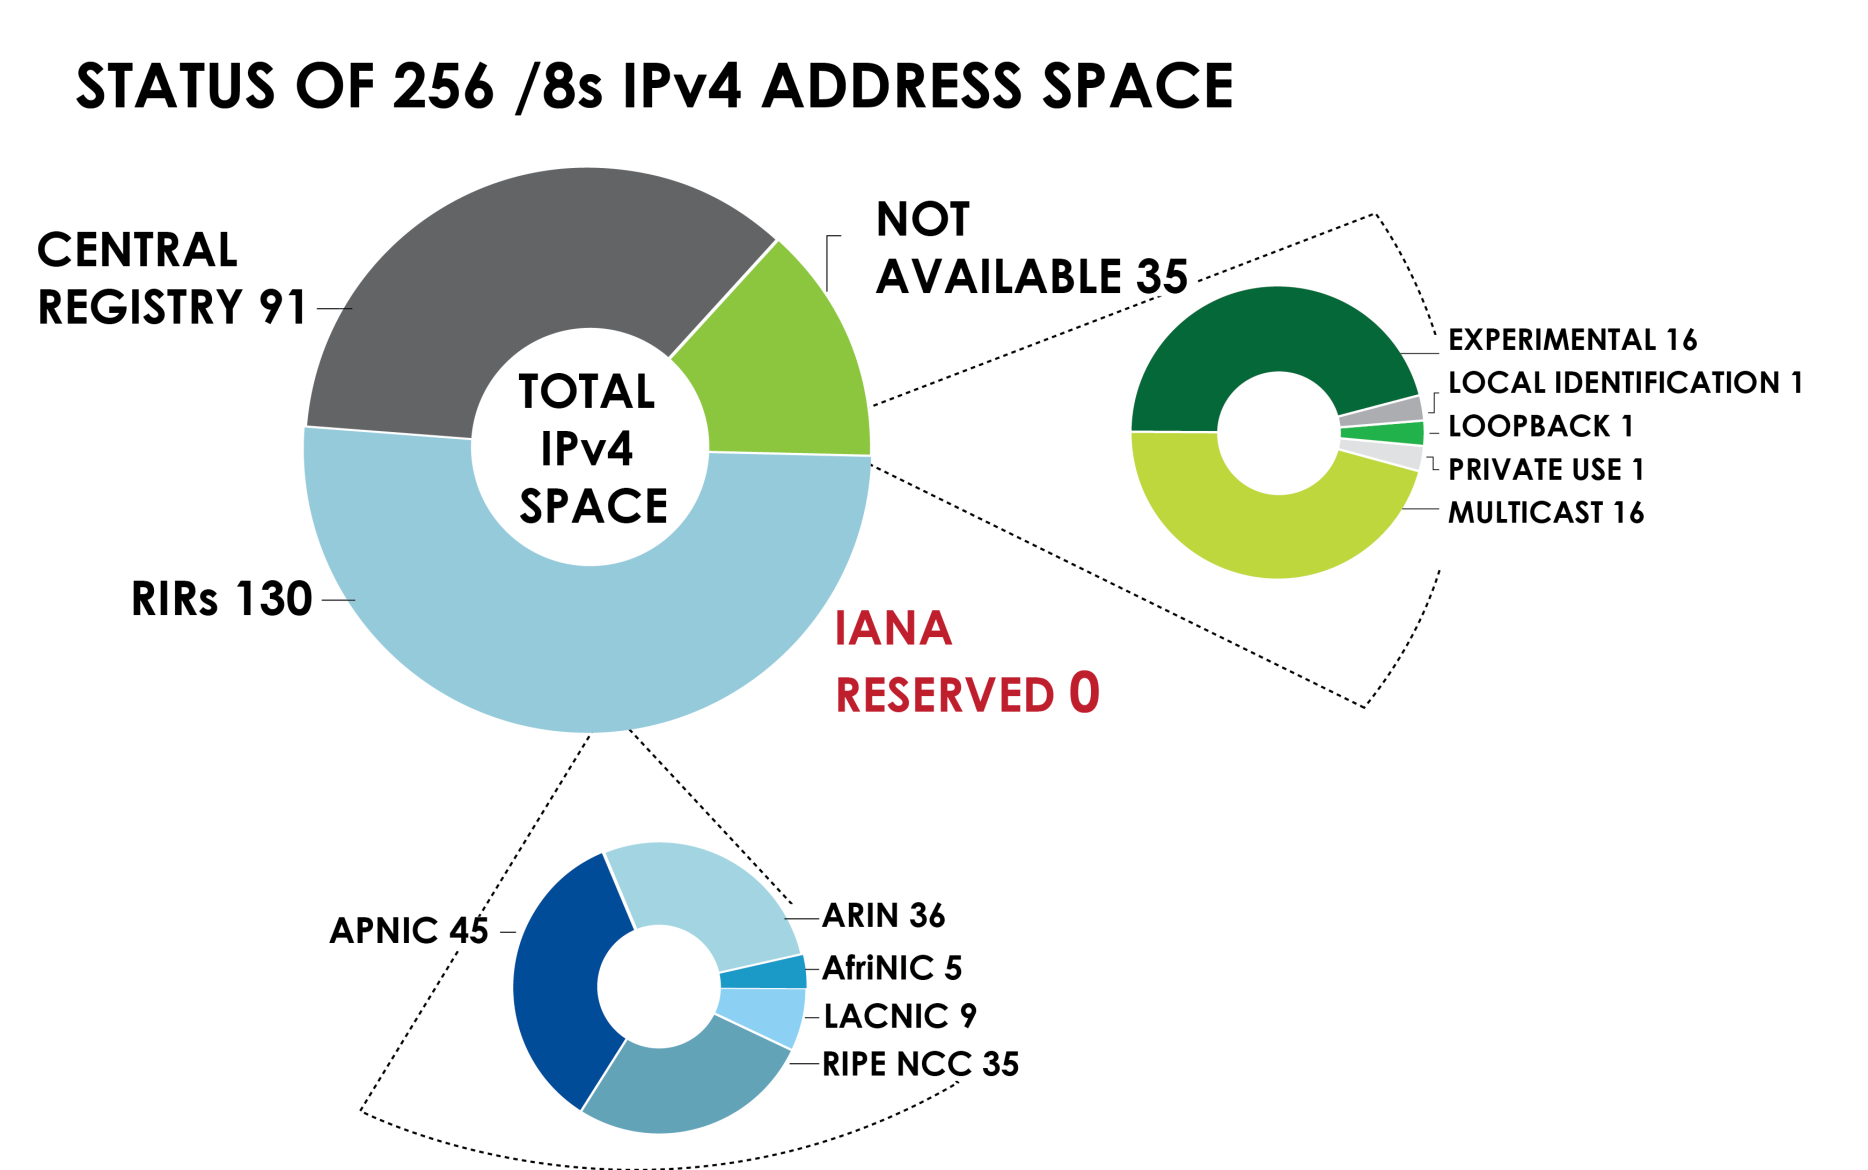 STATUS OF 256 /8s IPv4 ADDRESS SPACE
CENTRAL
REGISTRY 91
NOT
AVAILABLE 35
TOTAL
IPv4
SPACE
RIRs 130
IANA
RESERVED 0
EXPERIMENTAL 16
LOCAL IDENTIFICATION 1
LOOPBACK 1
PRIVATE USE 1
MULTICAST 16
APNIC 45
ARIN 36
AfriNIC 5
LACNIC 9
RIPE NCC 35